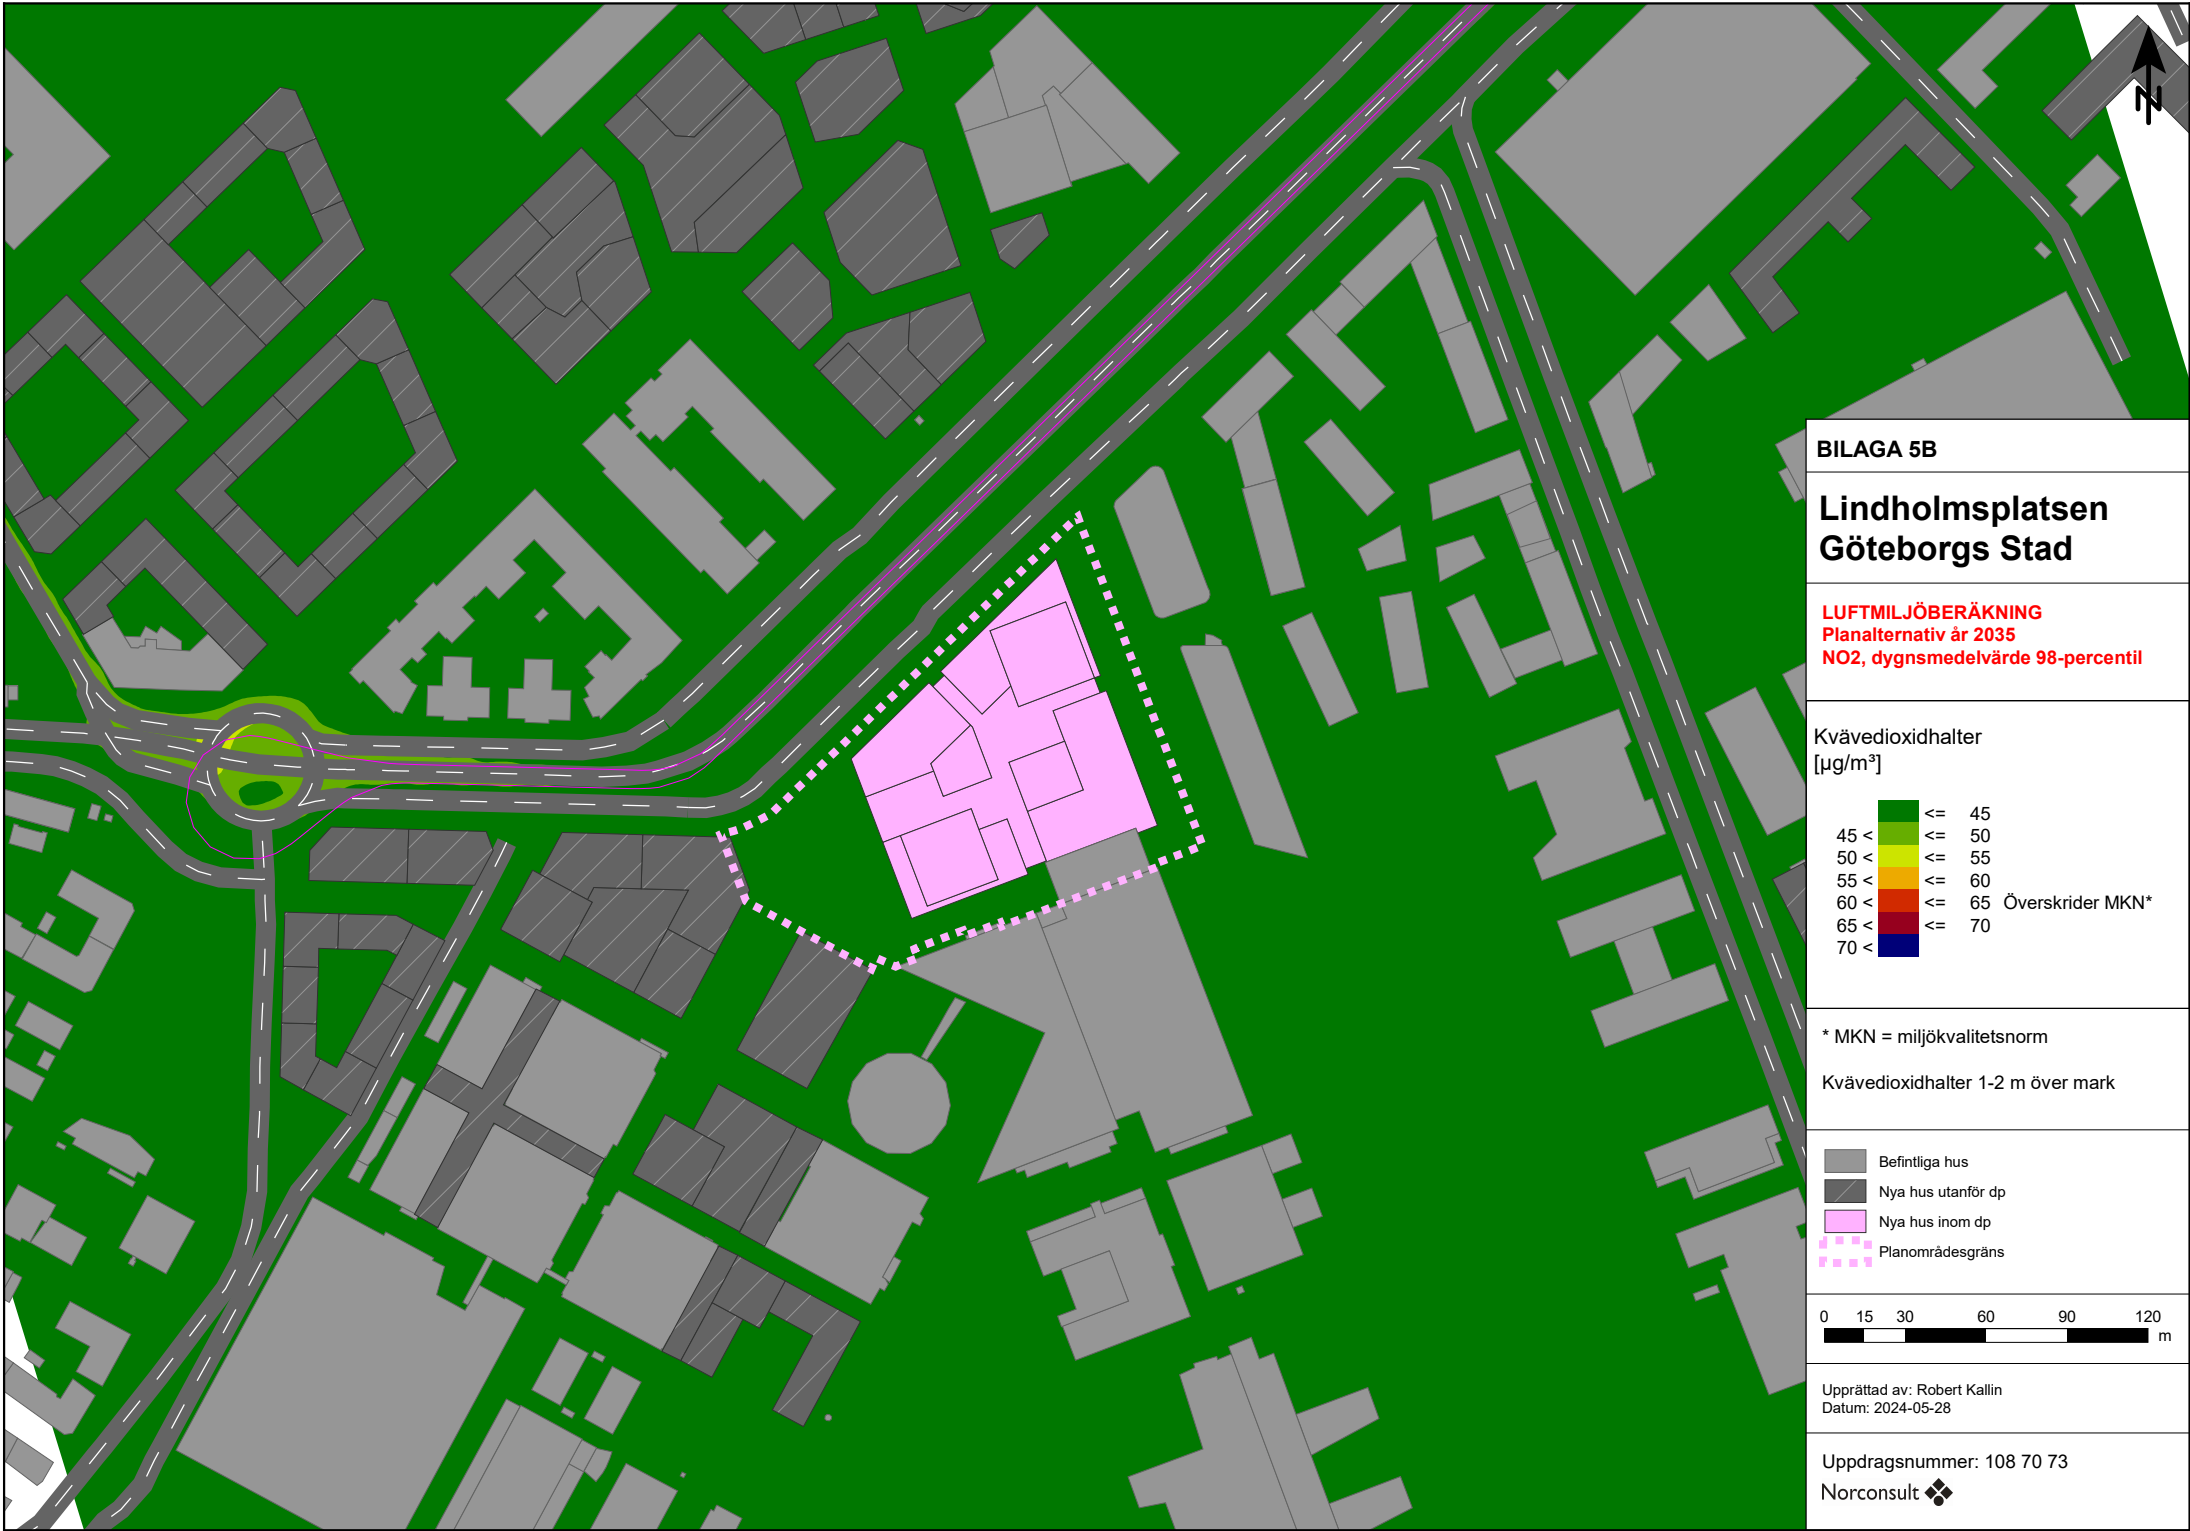 N
BILAGA 5B
Lindholmsplatsen
Göteborgs Stad
LUFTMILJÖBERÄKNING
Planalternativ år 2035
NO2, dygnsmedelvärde 98-percentil
Kvävedioxidhalter
[µg/m³]
<= 45
45 < <= 50
50 < <= 55
55 < <= 60
60 < <= 65 Överskrider MKN*
65 < <= 70
70 <
* MKN = miljökvalitetsnorm
Kvävedioxidhalter 1-2 m över mark
Befintliga hus
Nya hus utanför dp
Nya hus inom dp
Planområdesgräns
0 15 30 60 90 120
m
Upprättad av: Robert Kallin
Datum: 2024-05-28
Uppdragsnummer: 108 70 73
Norconsult